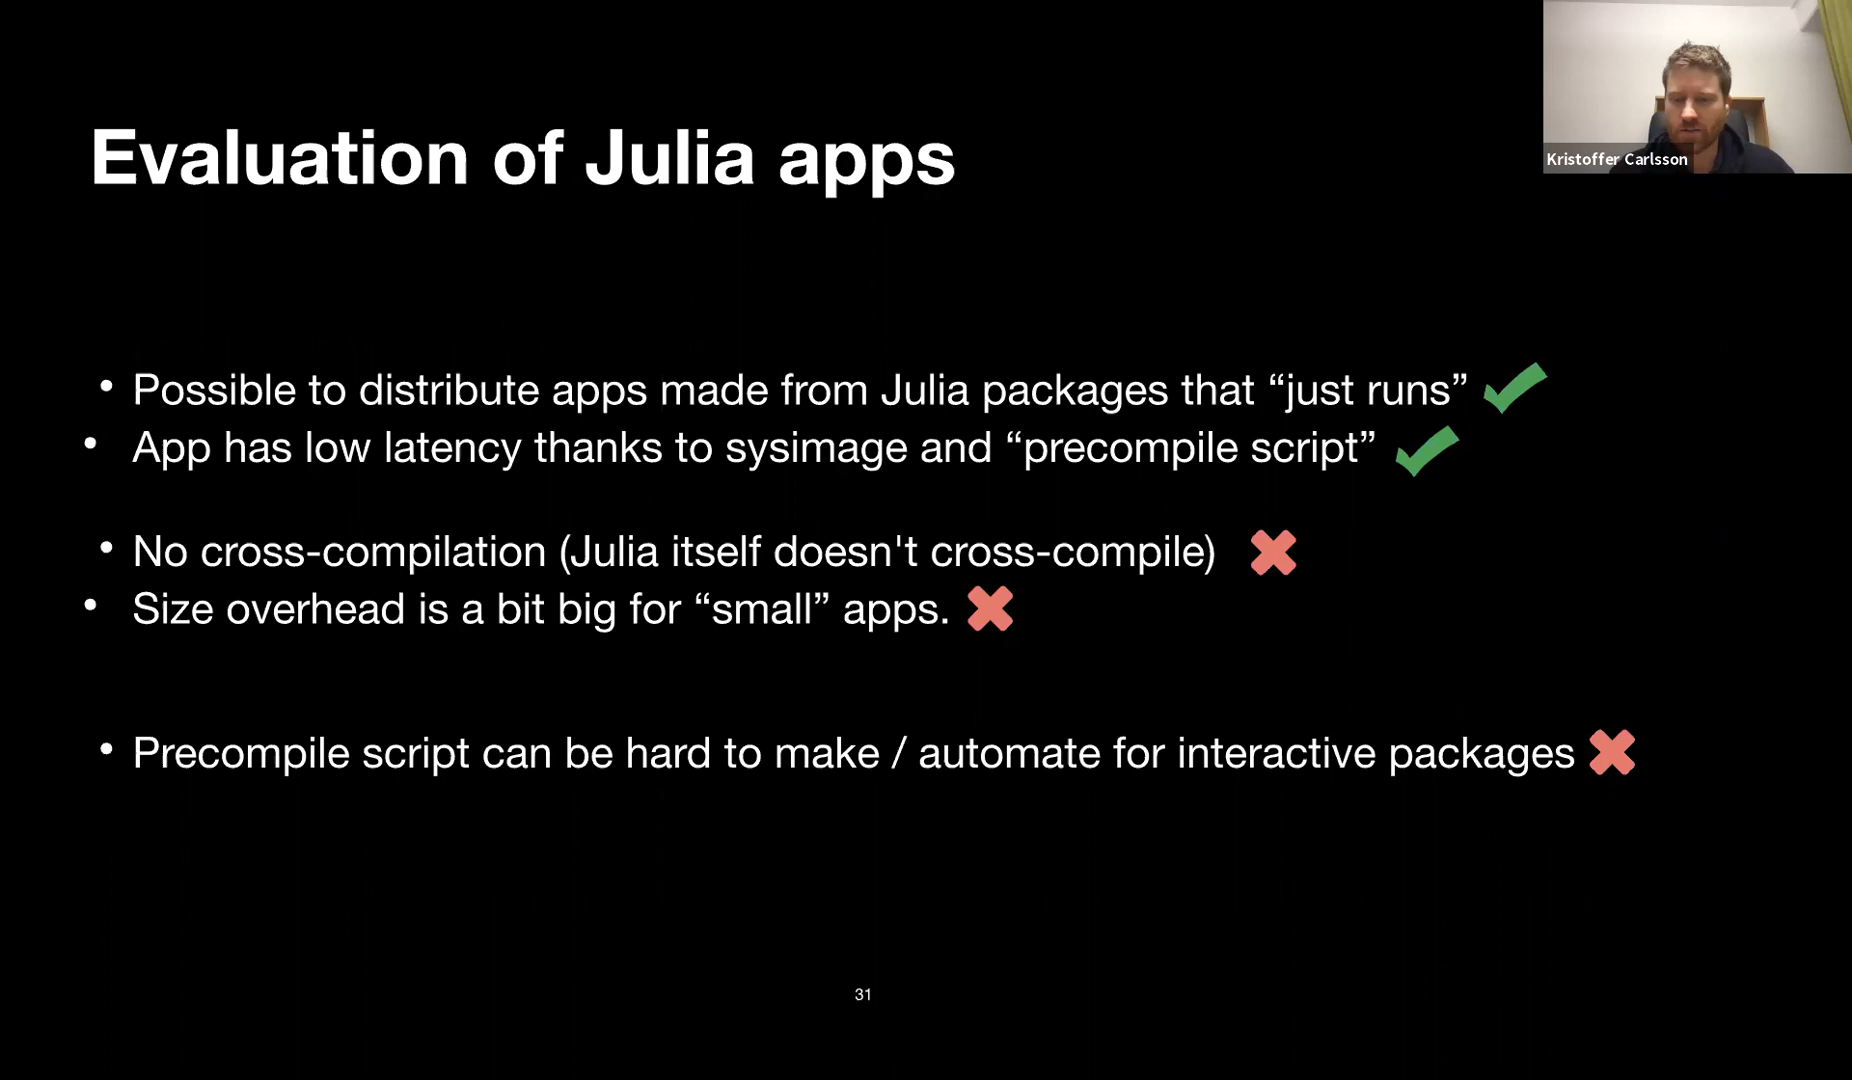 Kristoffer Carlsson
Evaluation of Julia apps
• Possible to distribute apps made from Julia packages that “just runs”
• App has low latency thanks to sysimage and “precompile script”
• No cross-compilation (Julia itself doesn't cross-compile)
• Size overhead is a bit big for “small” apps.
• Precompile script can be hard to make / automate for interactive packages
31